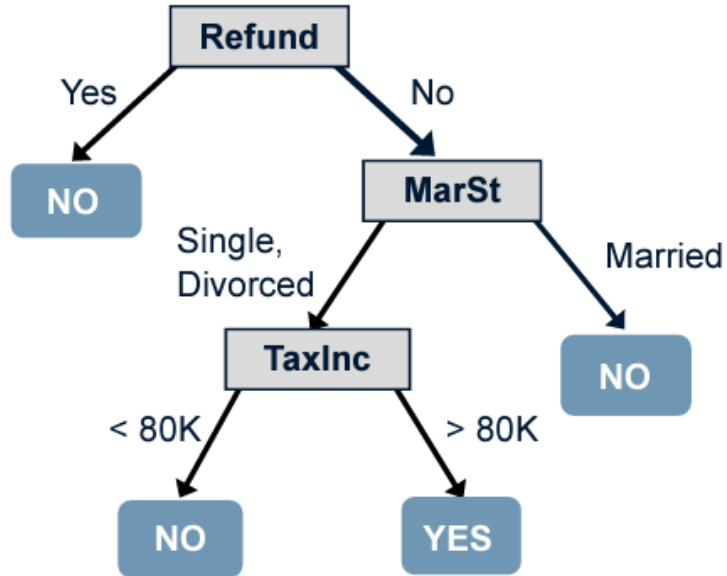 Refund
Yes
No
NO
MarSt
Single,
Divorced
Married
TaxInc
NO
< 80K
> 80K
NO
YES